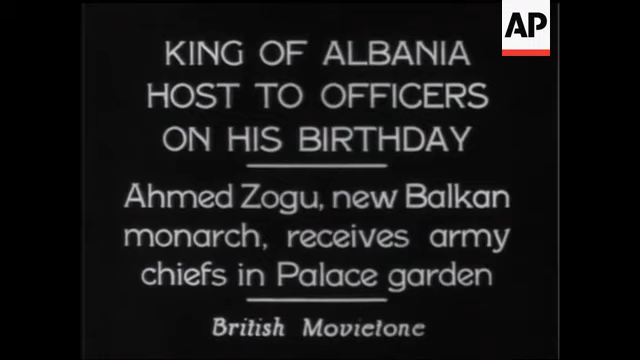 AP
KING OF ALBANIA
HOST TO OFFICERS
ON HIS BIRTHDAY
Ahmed Zogu, new Balkan
monarch, receives army
chiefs in Palace garden
British Movietone